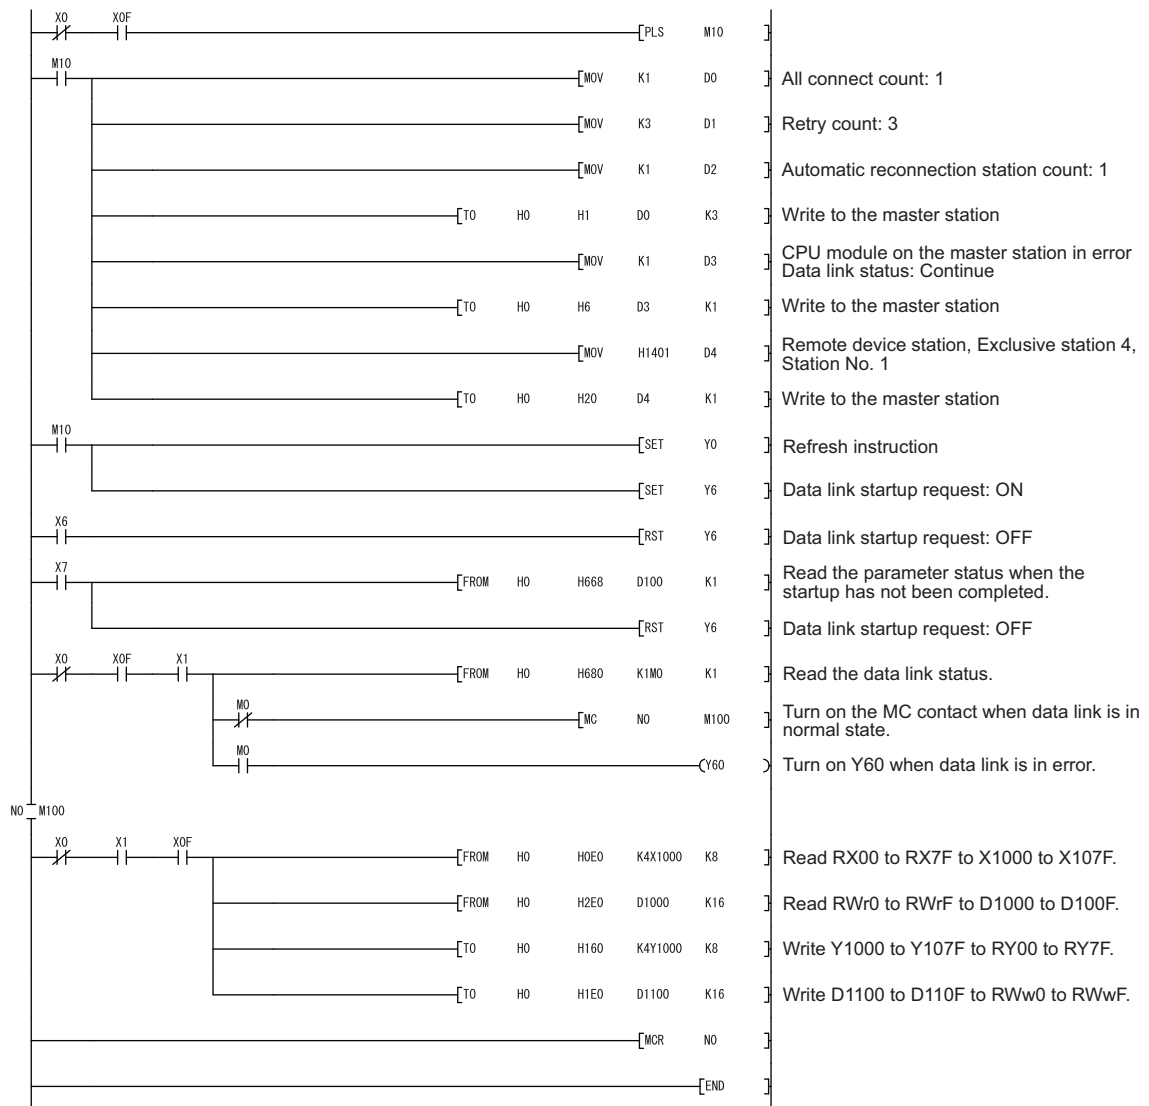 X0 X0F
[PLS M10 ]
M10
[MOV K1 D0 ] All connect count: 1
[MOV K3 D1 ] Retry count: 3
[MOV K1 D2 ] Automatic reconnection station count: 1
[TO H0 H1 D0 K3 ] Write to the master station
[MOV K1 D3 ] CPU module on the master station in error
Data link status: Continue
[TO H0 H6 D3 K1 ] Write to the master station
[MOV H1401 D4 ] Remote device station, Exclusive station 4,
Station No. 1
[TO H0 H20 D4 K1 ] Write to the master station
M10
[SET Y0 ] Refresh instruction
[SET Y6 ] Data link startup request: ON
X6
[RST Y6 ] Data link startup request: OFF
X7
[FROM H0 H668 D100 K1 ] Read the parameter status when the
startup has not been completed.
[RST Y6 ] Data link startup request: OFF
X0 X0F X1
[FROM H0 H680 K1M0 K1 ] Read the data link status.
M0
[MC N0 M100 ] Turn on the MC contact when data link is in
normal state.
M0
(Y60 ) Turn on Y60 when data link is in error.
N0 M100
X0 X1 X0F
[FROM H0 H0E0 K4X1000 K8 ] Read RX00 to RX7F to X1000 to X107F.
[FROM H0 H2E0 D1000 K16 ] Read RWr0 to RWrF to D1000 to D100F.
[TO H0 H160 K4Y1000 K8 ] Write Y1000 to Y107F to RY00 to RY7F.
[TO H0 H1E0 D1100 K16 ] Write D1100 to D110F to RWw0 to RWwF.
[MCR N0 ]
[END ]